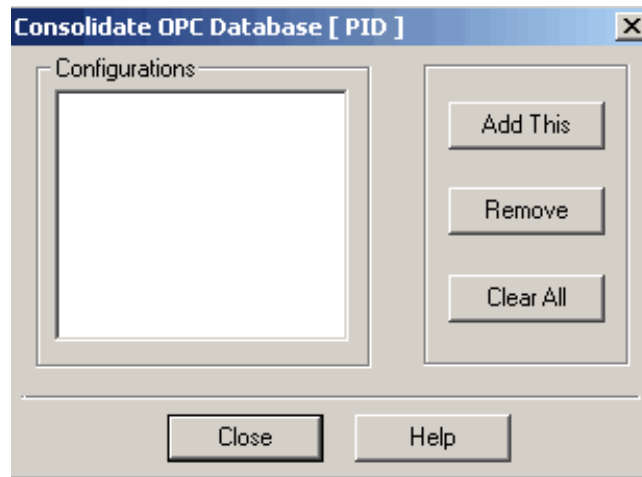 Consolidate OPC Database [ PID ]
Configurations
Add This
Remove
Clear All
Close
Help